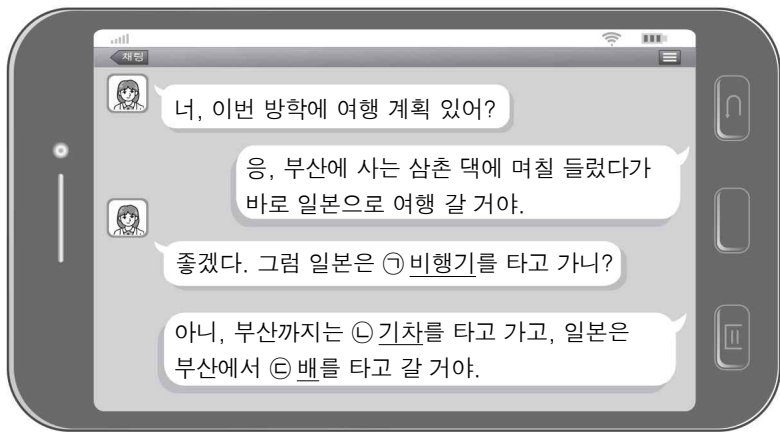 채팅
너, 이번 방학에 여행 계획 있어?
응, 부산에 사는 삼촌 댁에 며칠 들렀다가
바로 일본으로 여행 갈 거야.
좋겠다. 그럼 일본은 ㉠ 비행기를 타고 가니?
아니, 부산까지는 ㉡ 기차를 타고 가고, 일본은
부산에서 ㉢ 배를 타고 갈 거야.